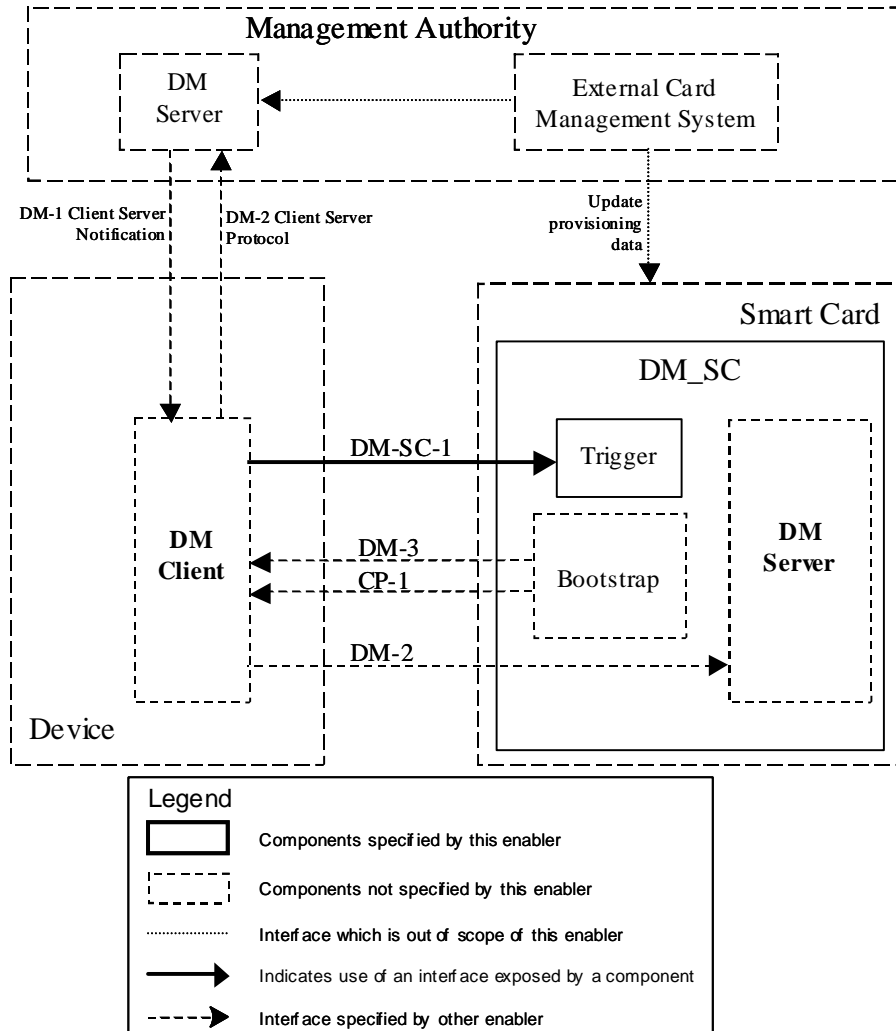 Management Authority
DM
Server
External Card
Management System
DM-1 Client Server
Notification
DM-2 Client Server
Protocol
Update
provisioning
data
Smart Card
DM_SC
DM-SC-1
Trigger
DM
Client
DM-3
CP-1
Bootstrap
DM
Server
DM-2
Device
Legend
Components specified by this enabler
Components not specified by this enabler
Interface which is out of scope of this enabler
Indicates use of an interface exposed by a component
Interface specified by other enabler